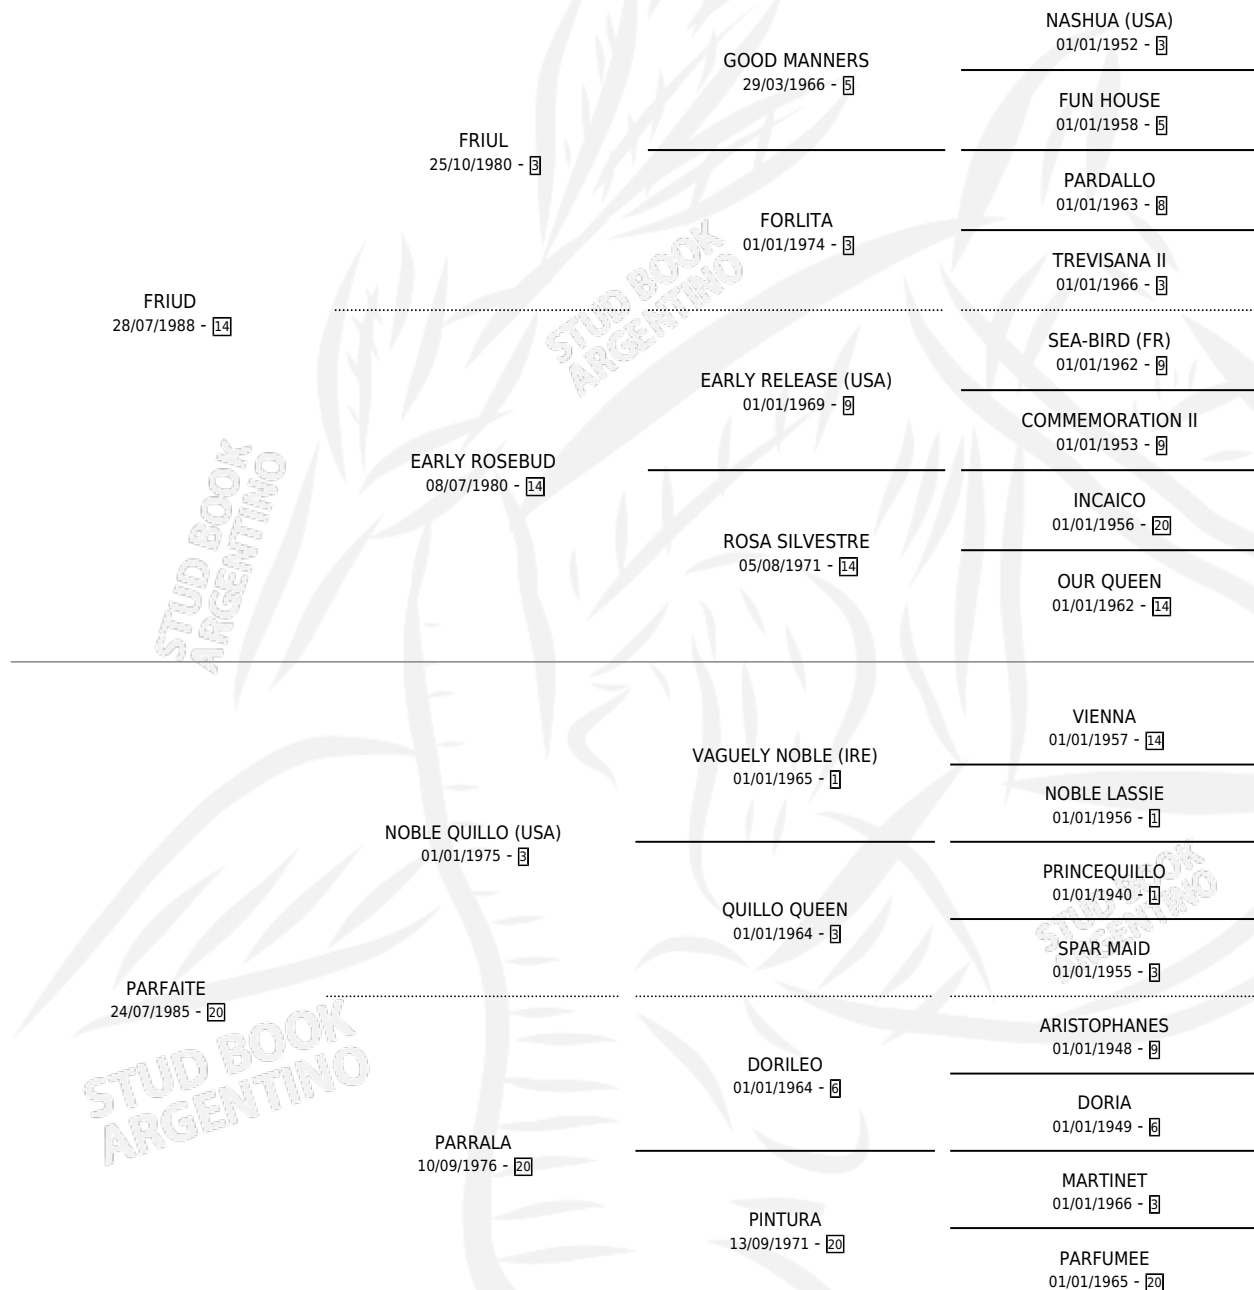 NASHUA (USA)
01/01/1952 - 3
GOOD MANNERS
29/03/1966 - 5
FUN HOUSE
01/01/1958 - 5
FRIUL
25/10/1980 - 3
PARDALLO
01/01/1963 - 8
FORLITA
01/01/1974 - 3
TREVISANA II
01/01/1966 - 3
FRIUD
28/07/1988 - 14
STUD BOOK
ARGENTINO
SEA-BIRD (FR)
01/01/1962 - 9
EARLY RELEASE (USA)
01/01/1969 - 9
COMMEMORATION II
01/01/1953 - 9
EARLY ROSEBUD
08/07/1980 - 14
INCAICO
01/01/1956 - 20
ROSA SILVESTRE
05/08/1971 - 14
OUR QUEEN
01/01/1962 - 14
STUD BOOK
ARGENTINO
VIENNA
01/01/1957 - 14
VAGUELY NOBLE (IRE)
01/01/1965 - 1
NOBLE LASSIE
01/01/1956 - 1
NOBLE QUILLO (USA)
01/01/1975 - 3
PRINCEQUILLO
01/01/1940 - 1
STUD BOOK
ARGENTINO
QUILLO QUEEN
01/01/1964 - 3
SPAR MAID
01/01/1955 - 3
PARFAITE
24/07/1985 - 20
STUD BOOK
ARGENTINO
ARISTOPHANES
01/01/1948 - 9
DORILEO
01/01/1964 - 6
DORIA
01/01/1949 - 6
PARRALA
10/09/1976 - 20
MARTINET
01/01/1966 - 3
PINTURA
13/09/1971 - 20
PARFUMEE
01/01/1965 - 20